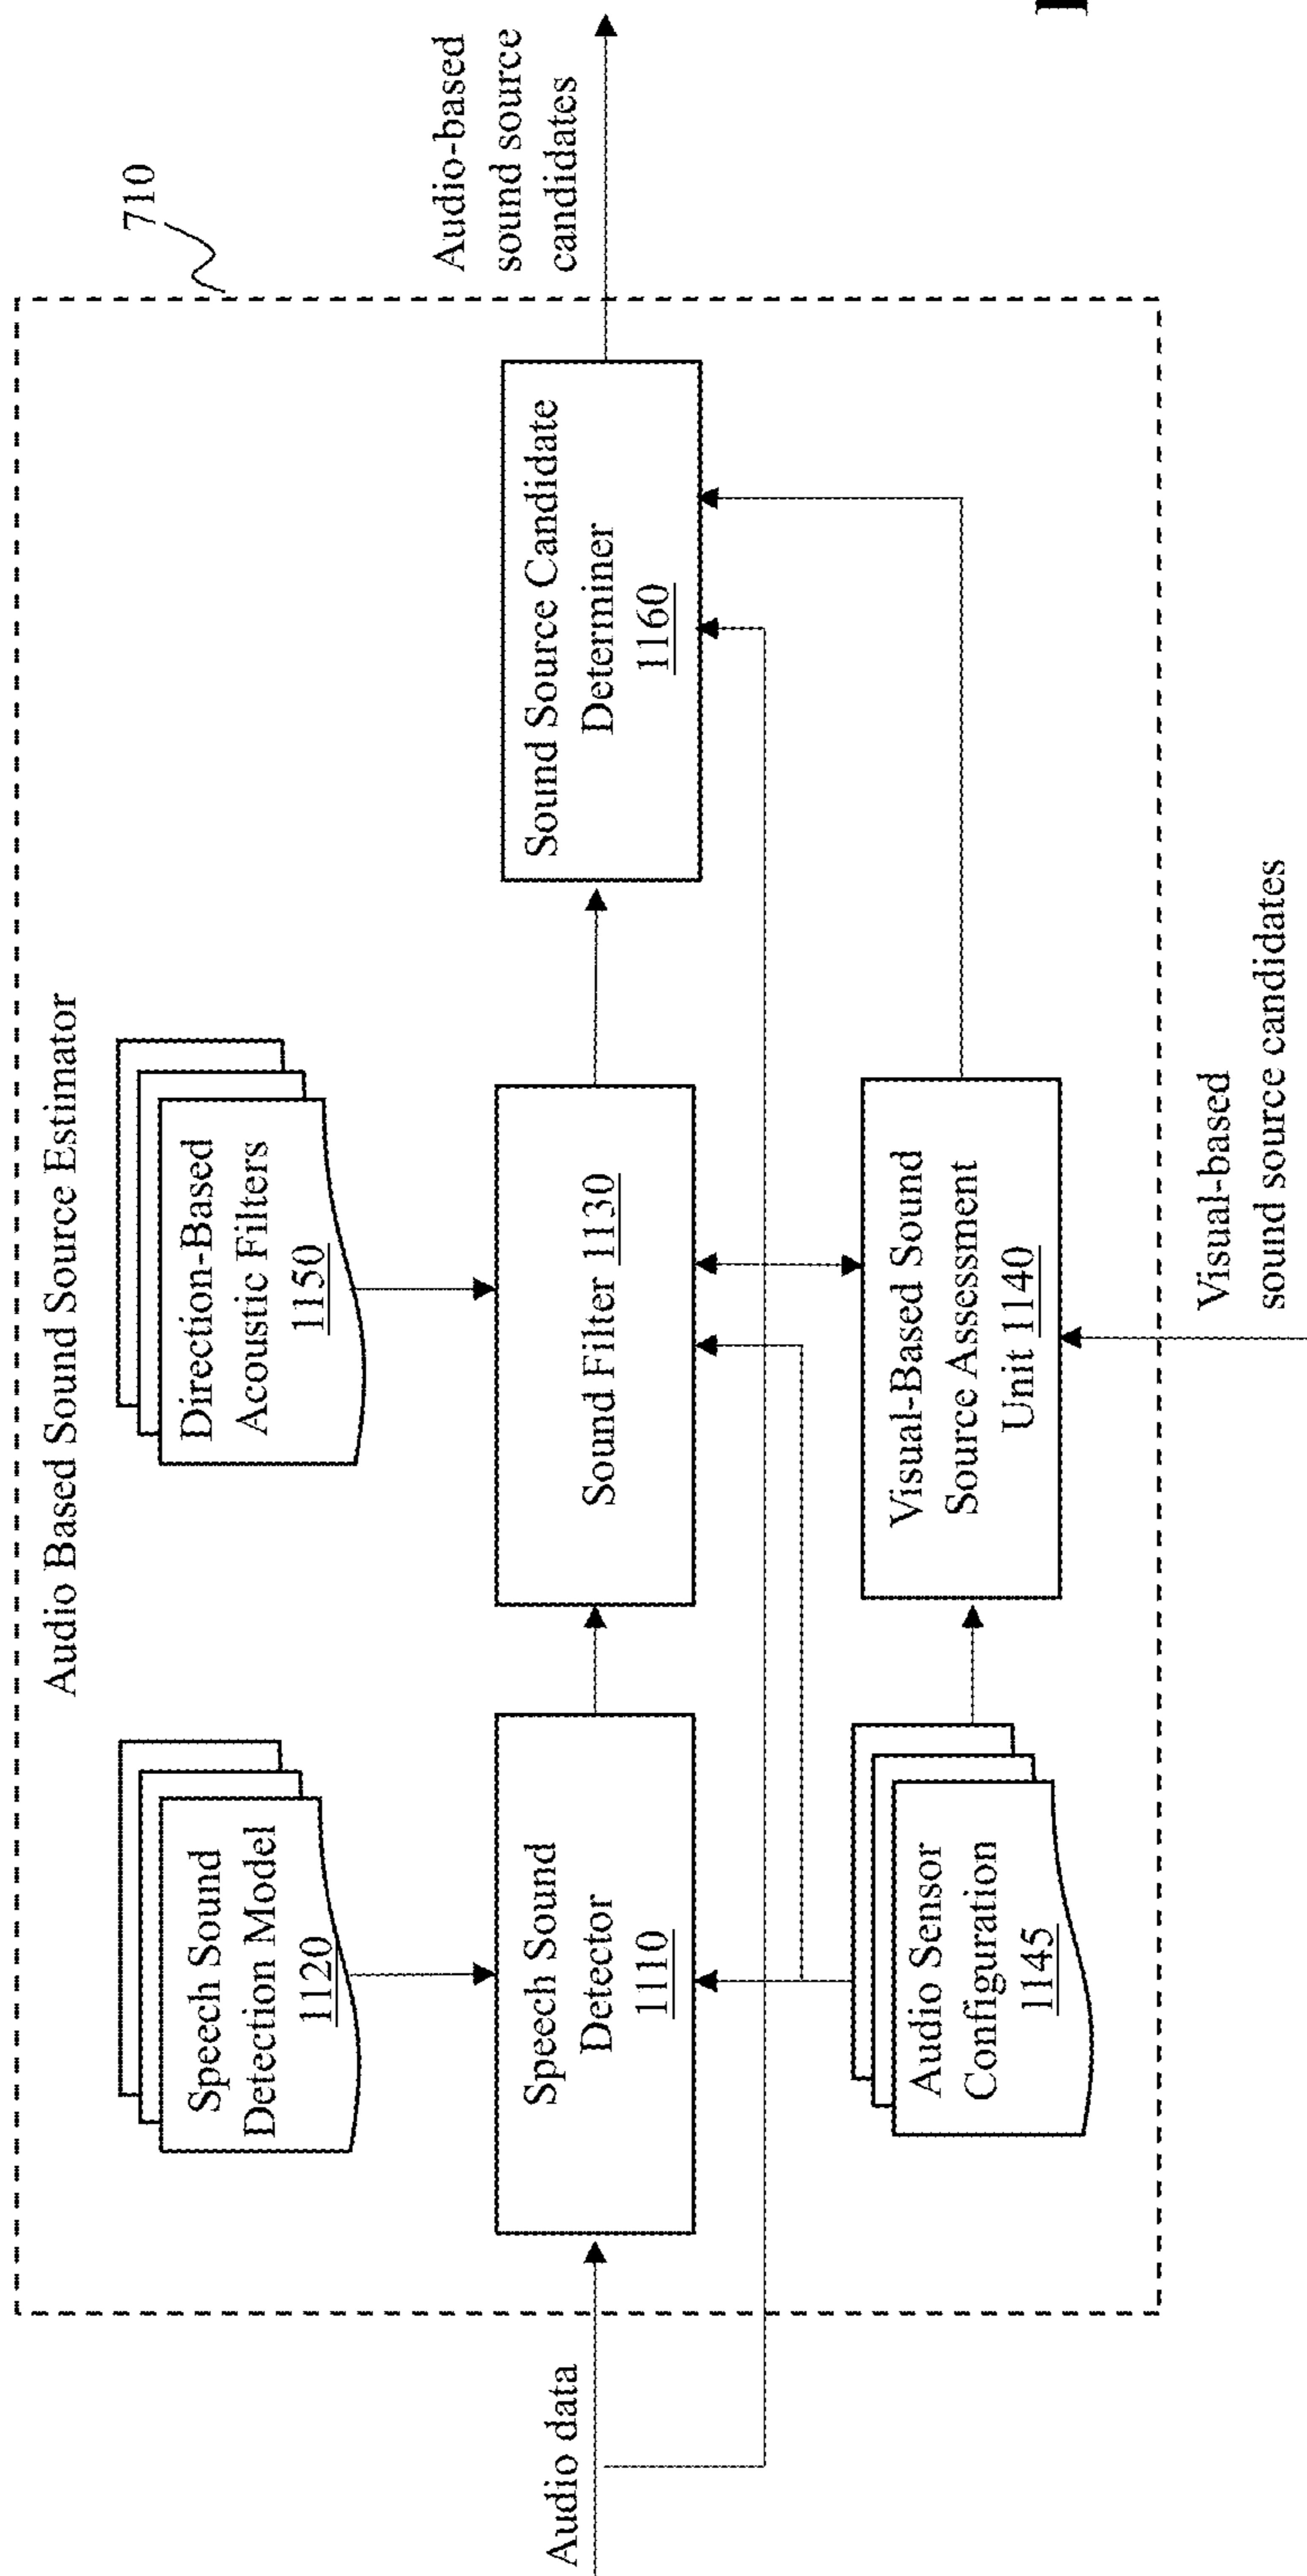 Audio Based Sound Source Estimator
710
Speech Sound
Detection Model
1120
Direction-Based
Acoustic Filters
1150
Audio data
Speech Sound
Detector
1110
Sound Filter 1130
Sound Source Candidate
Determiner
1160
Audio-based
sound source
candidates
Audio Sensor
Configuration
1145
Visual-Based Sound
Source Assessment
Unit 1140
Visual-based
sound source candidates